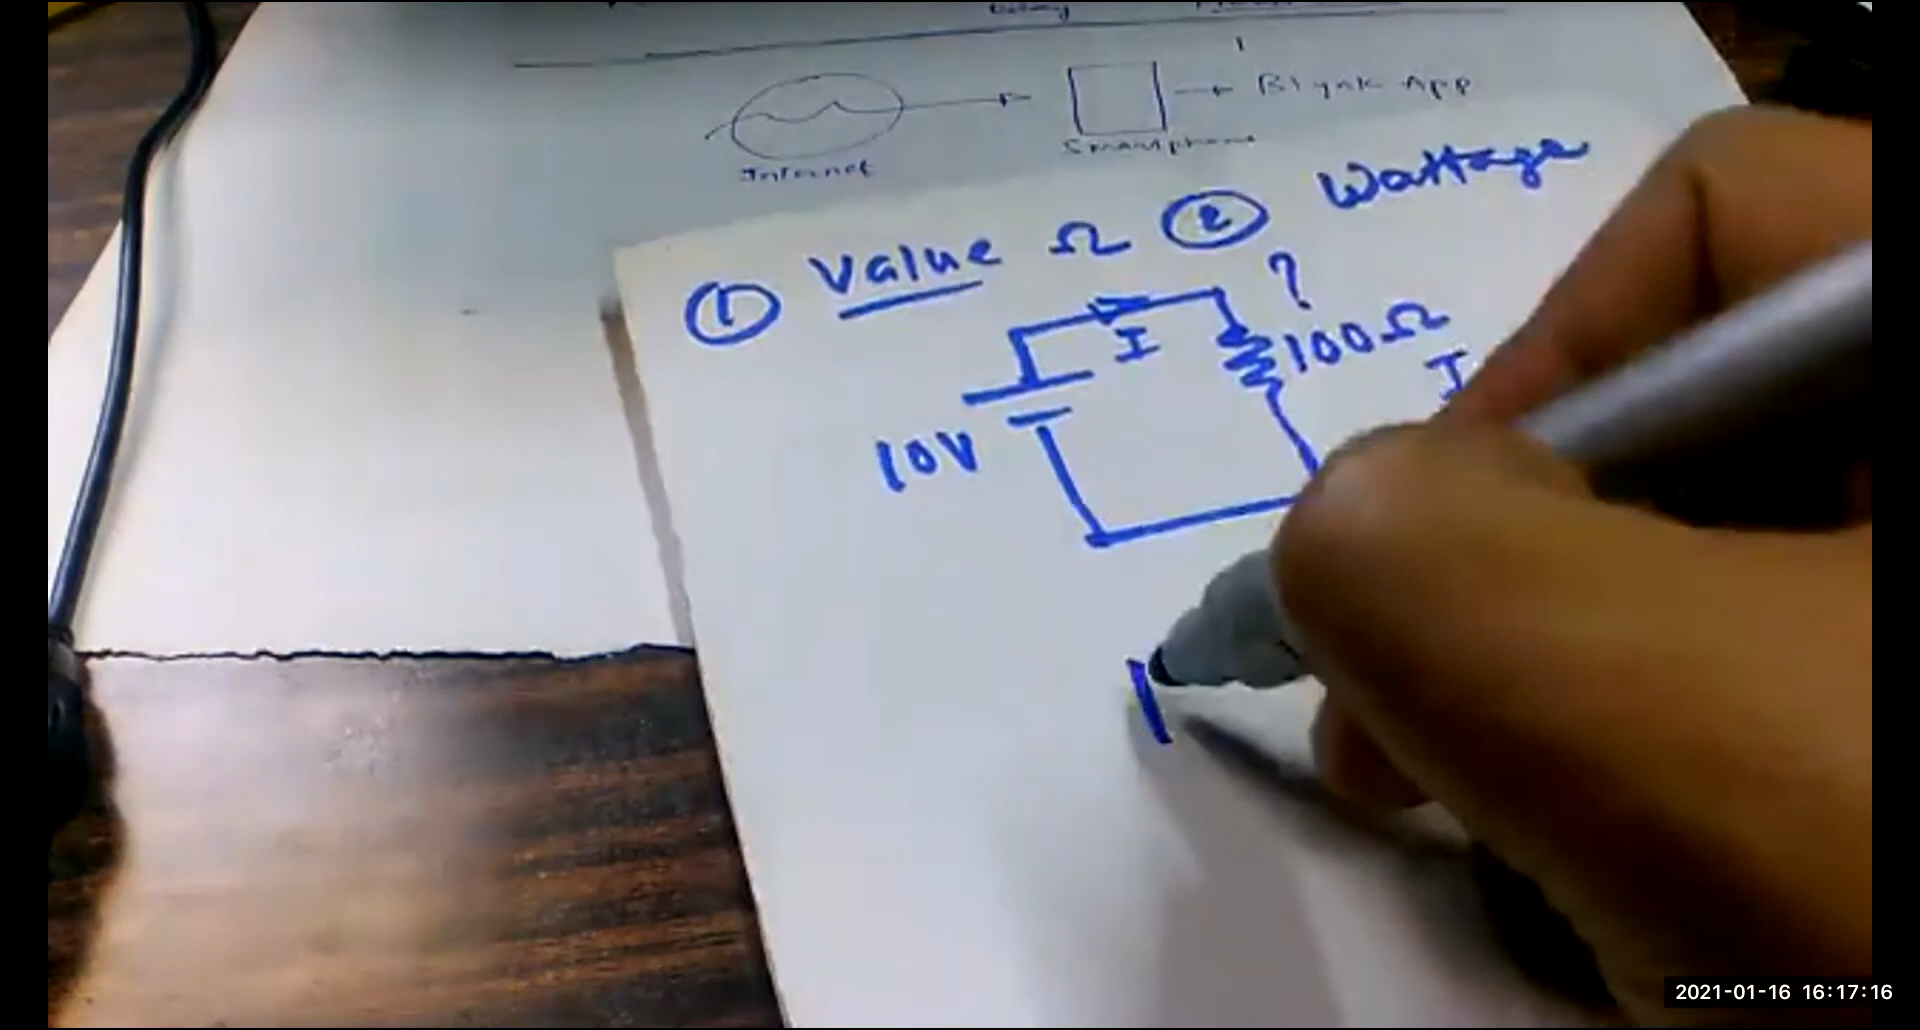 → Blynk App
Internet
Smartphone
① Value Ω ② Wattage
?
I
100Ω
I
10V
2021-01-16 16:17:16